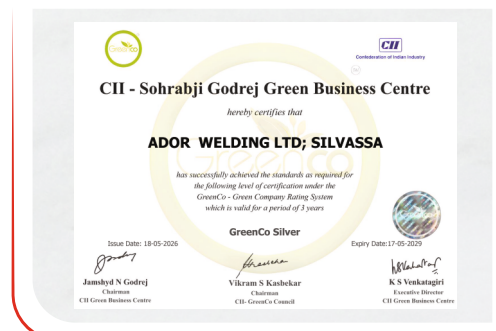 GreenCo
CII
Confederation of Indian Industry
CII - Sohrabji Godrej Green Business Centre
hereby certifies that
ADOR WELDING LTD; SILVASSA
has successfully achieved the standards as required for
the following level of certification under the
GreenCo - Green Company Rating System
which is valid for a period of 3 years
GreenCo Silver
Issue Date: 18-05-2026
Expiry Date:17-05-2029
Jamshyd N Godrej
Chairman
CII Green Business Centre
Vikram S Kasbekar
Chairman
CII- GreenCo Council
K S Venkatagiri
Executive Director
CII Green Business Centre